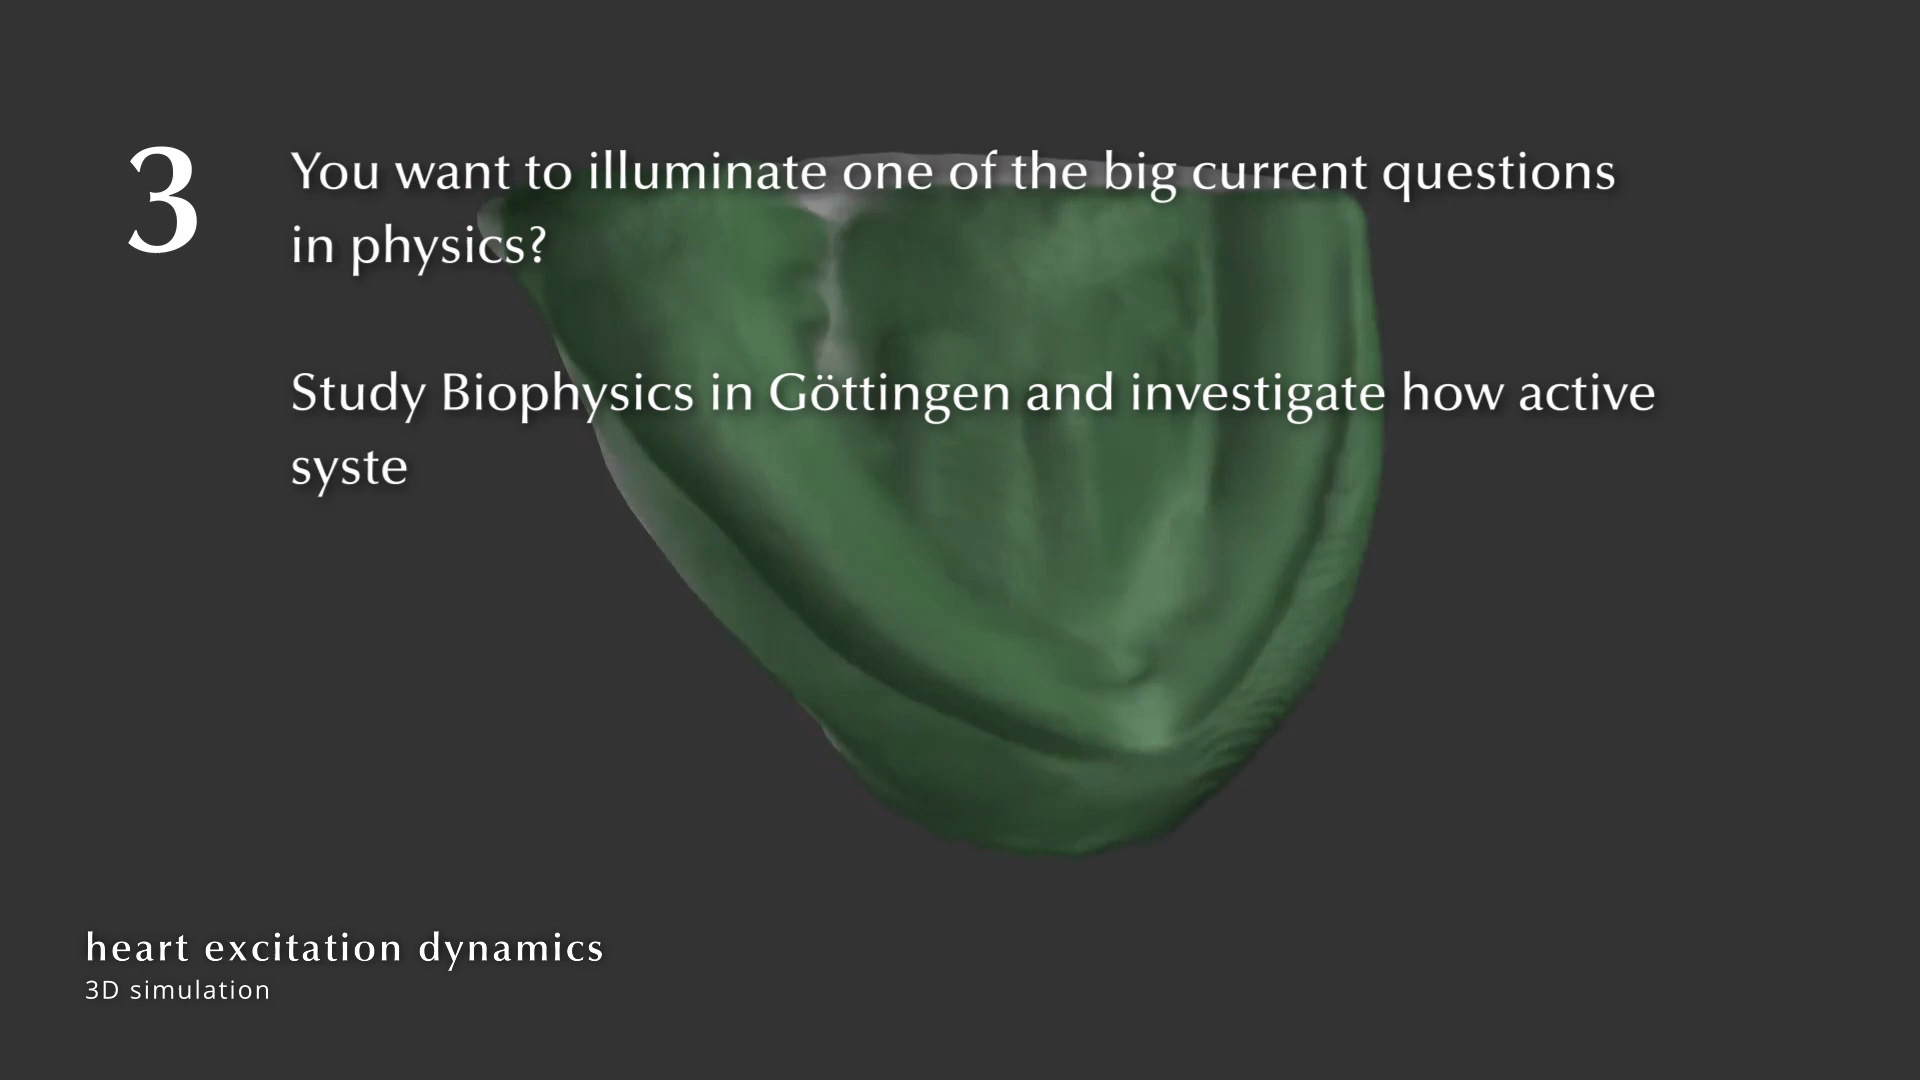 3
You want to illuminate one of the big current questions
in physics?
Study Biophysics in Göttingen and investigate how active
syste
heart excitation dynamics
3D simulation